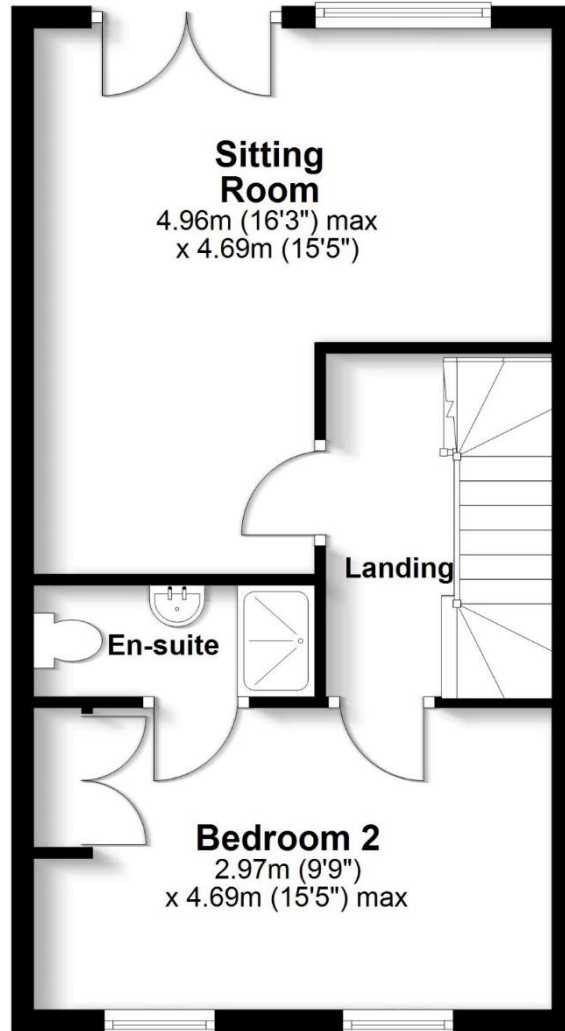 Sitting
Room
4.96m (16'3") max
x 4.69m (15'5")
Landing
En-suite
Bedroom 2
2.97m (9'9")
x 4.69m (15'5") max